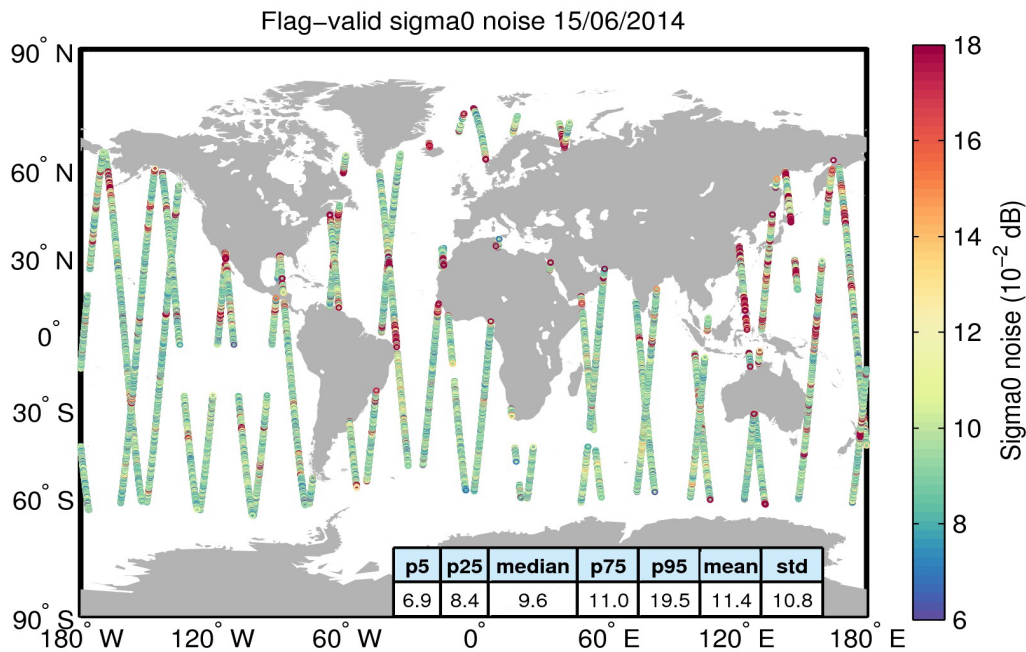 Flag−valid sigma0 noise 15/06/2014
90° N
60° N
30° N
0°
30° S
60° S
90° S
180° W
120° W
60° W
0°
60° E
120° E
180° E
18
16
14
12
10
8
6
Sigma0 noise (10⁻² dB)
p5 p25 median p75 p95 mean std
6.9 8.4 9.6 11.0 19.5 11.4 10.8